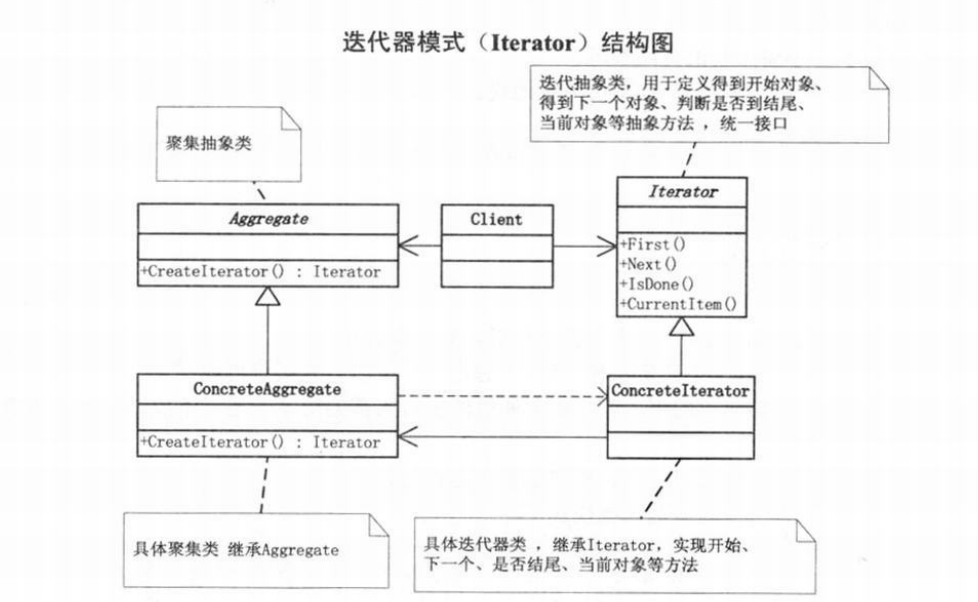 迭代器模式（Iterator）结构图
迭代抽象类，用于定义得到开始对象、
得到下一个对象、判断是否到结尾、
当前对象等抽象方法 ，统一接口
聚集抽象类
Aggregate
+CreateIterator() : Iterator
Client
Iterator
+First()
+Next()
+IsDone()
+CurrentItem()
ConcreteAggregate
+CreateIterator() : Iterator
ConcreteIterator
具体聚集类 继承Aggregate
具体迭代器类 ，继承Iterator，实现开始、
下一个、是否结尾、当前对象等方法